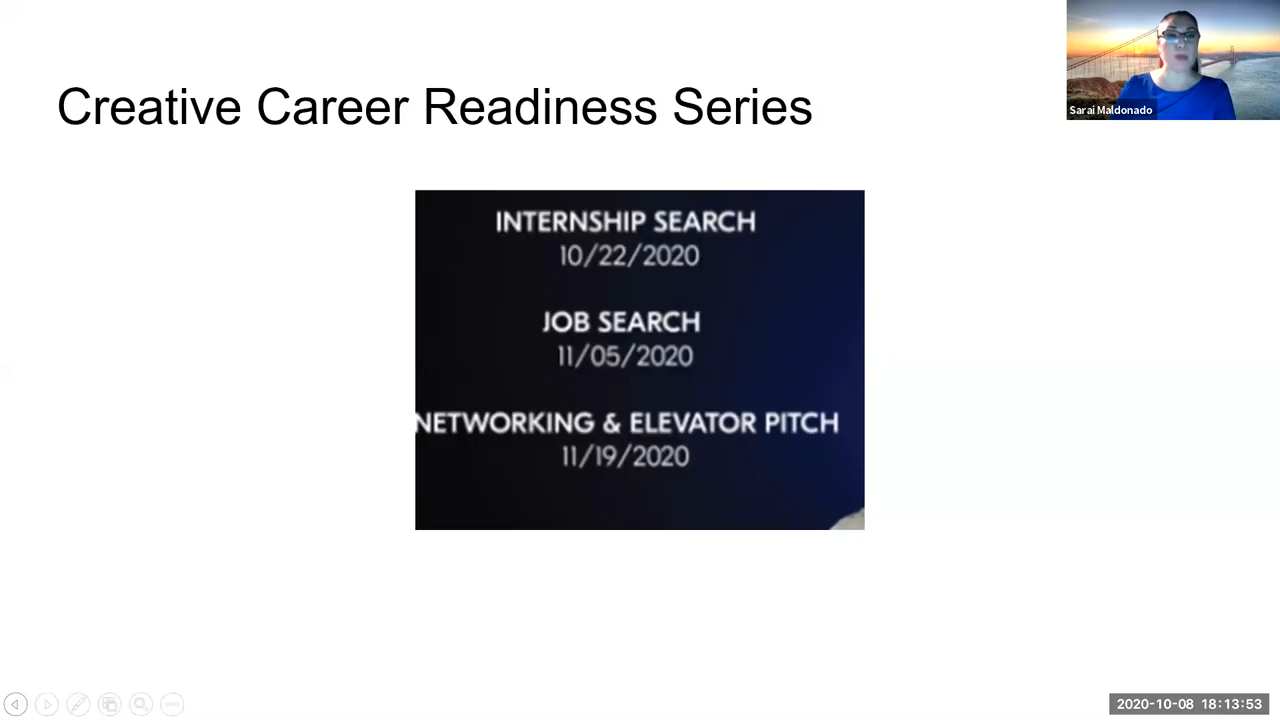 Creative Career Readiness Series
Sarai Maldonado
INTERNSHIP SEARCH
10/22/2020
JOB SEARCH
11/05/2020
NETWORKING & ELEVATOR PITCH
11/19/2020
2020-10-08 18:13:53